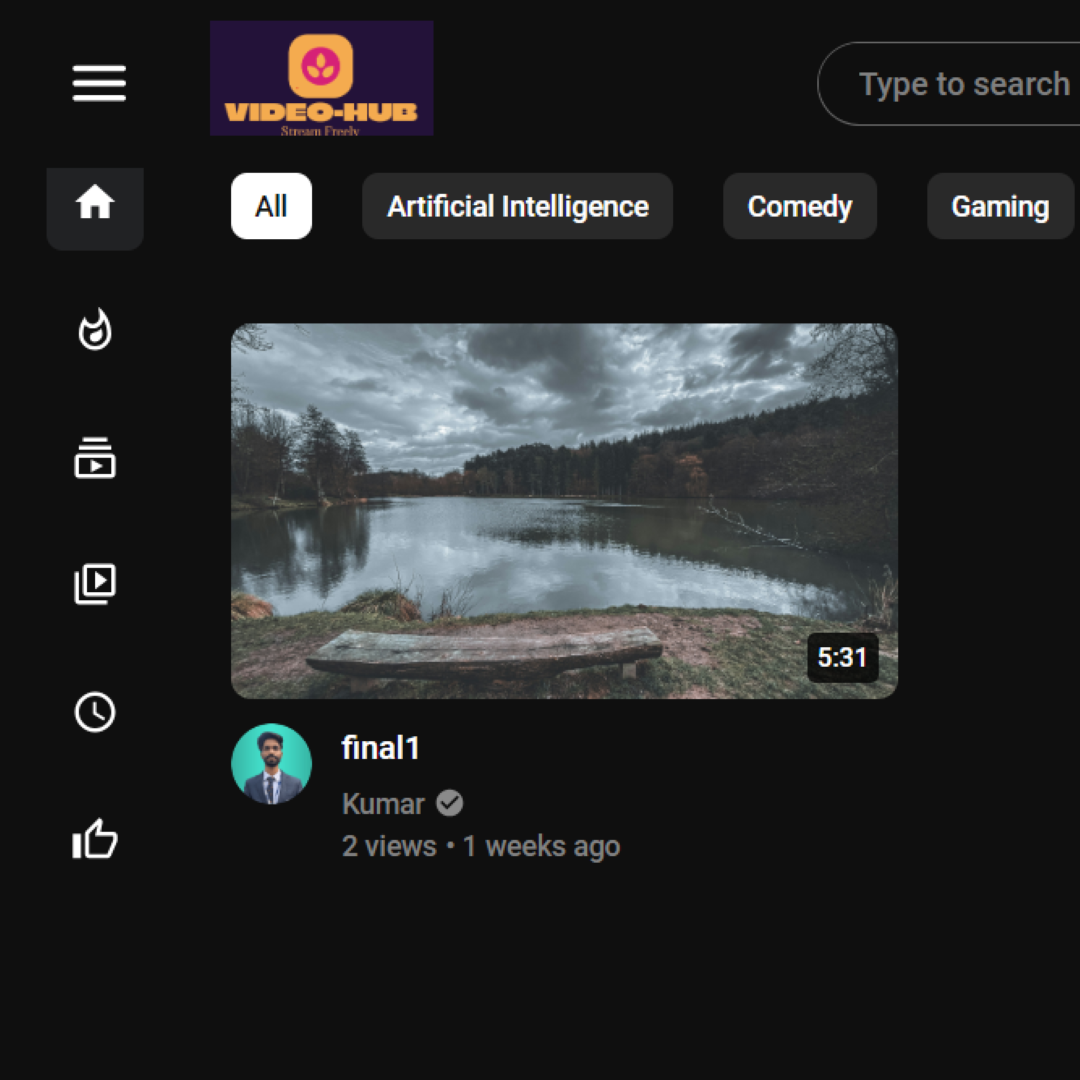 VIDEO-HUB
Stream Freely
Type to search
All
Artificial Intelligence
Comedy
Gaming
5:31
final1
Kumar
2 views • 1 weeks ago